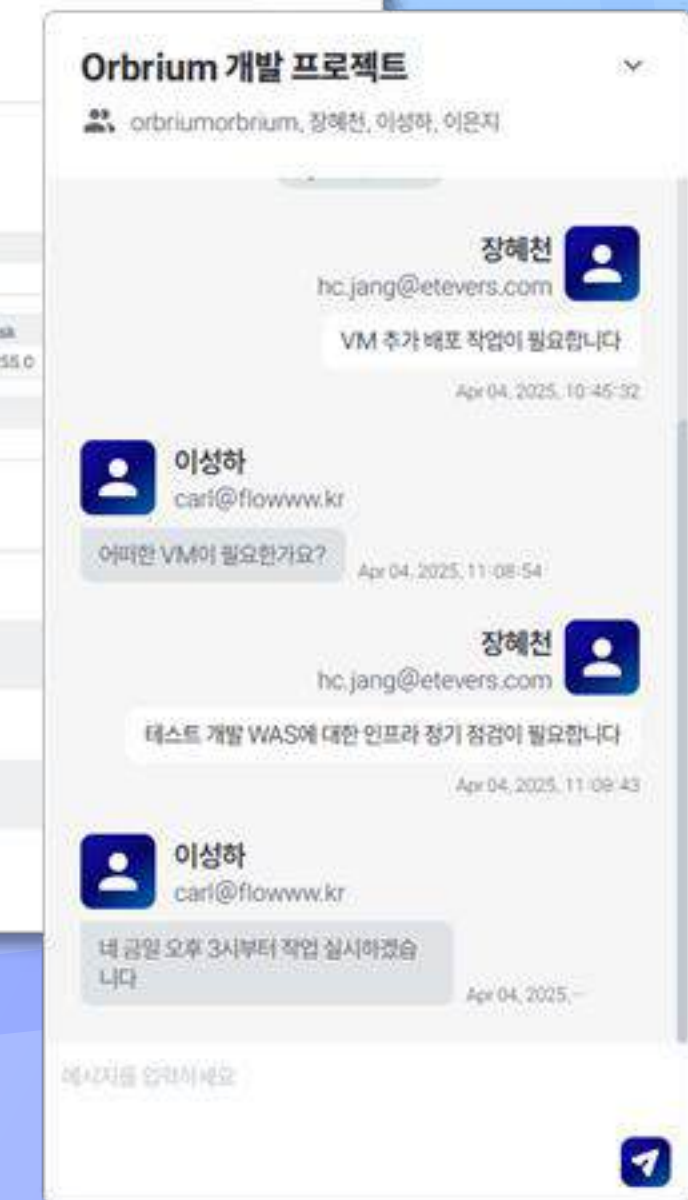 Orbrium 개발 프로젝트
orbriumorbrium, 장혜천, 이성하, 이은지
장혜천
hc.jang@etevers.com
VM 추가 배포 작업이 필요합니다
Apr 04, 2025, 10:45:32
이성하
carl@flowww.kr
어떠한 VM이 필요한가요?
Apr 04, 2025, 11:08:54
장혜천
hc.jang@etevers.com
테스트 개발 WAS에 대한 인프라 정기 점검이 필요합니다
Apr 04, 2025, 11:09:43
이성하
carl@flowww.kr
네 금일 오후 3시부터 작업 실시하겠습
니다
Apr 04, 2025, ···
메시지를 입력하세요